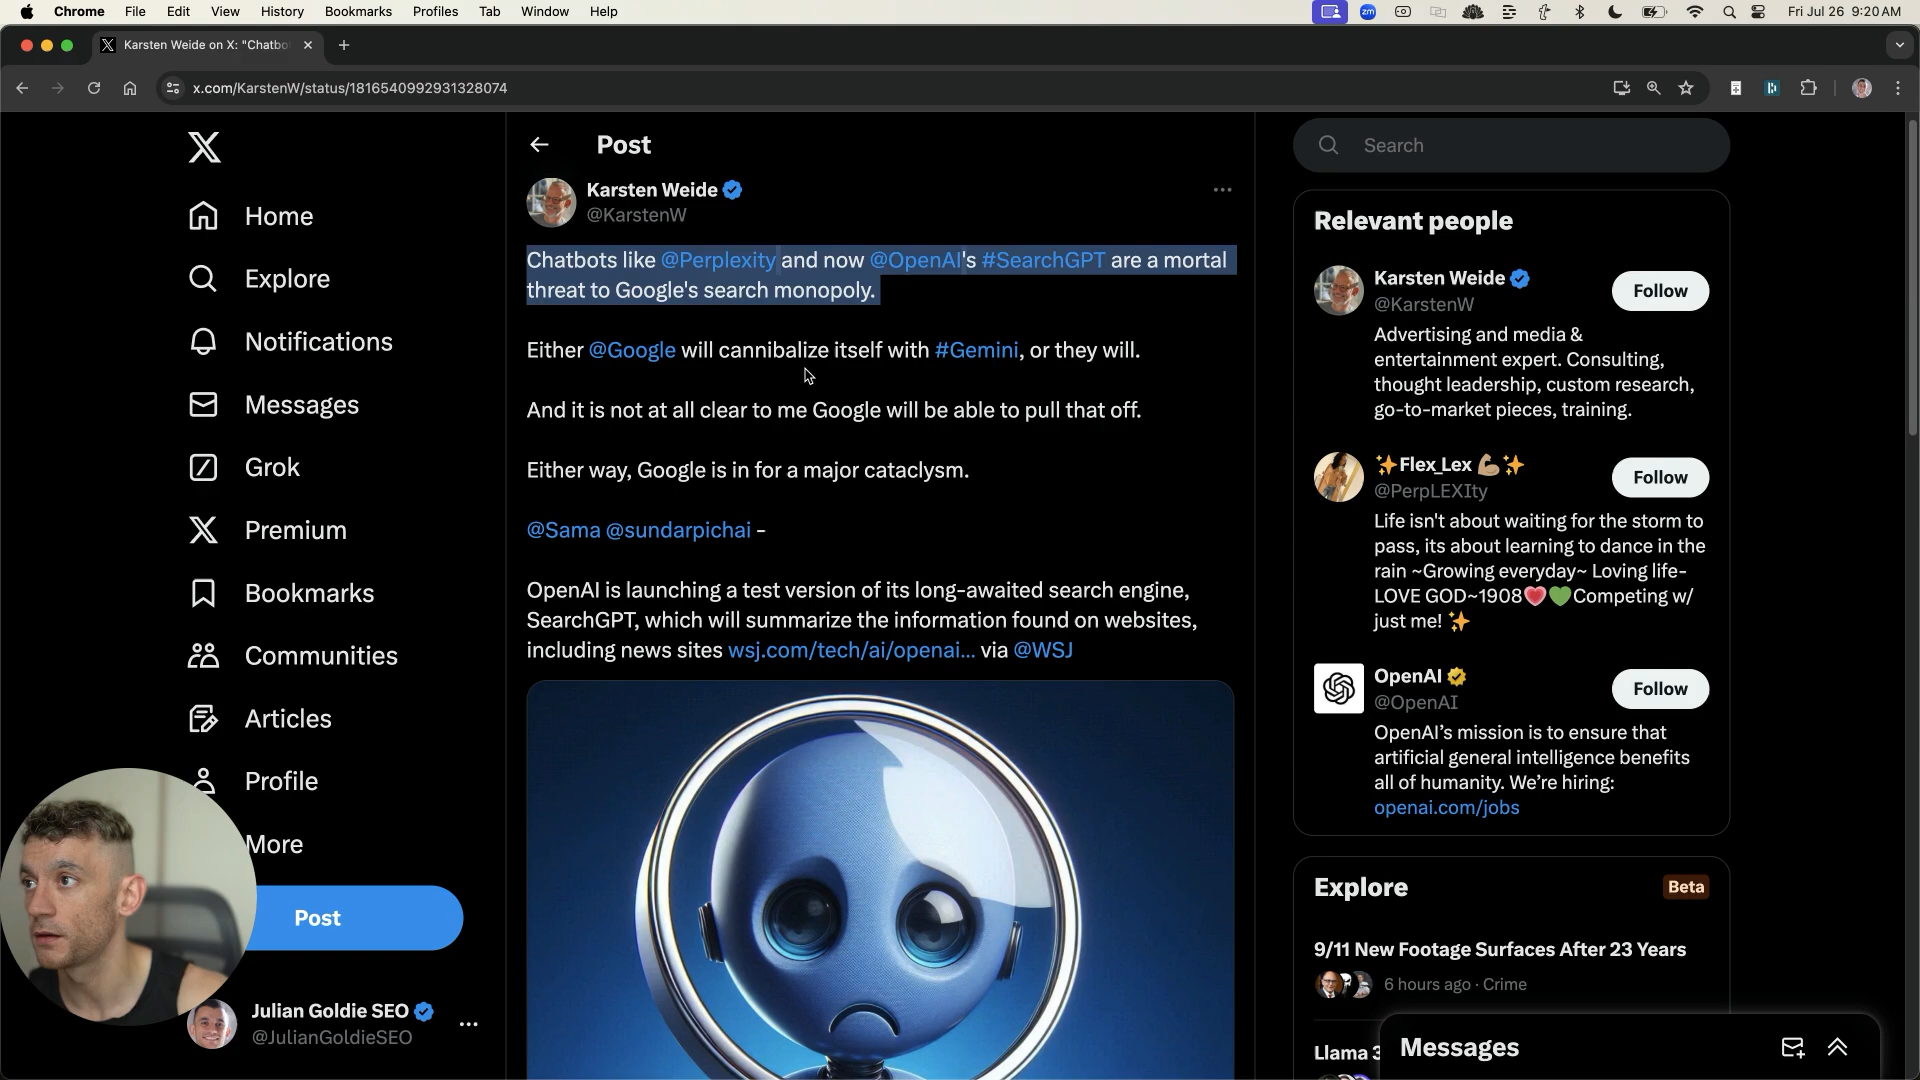 Chrome File Edit View History Bookmarks Profiles Tab Window Help
zm
Fri Jul 26 9:20 AM
Karsten Weide on X: "Chatbo
x.com/KarstenW/status/1816540992931328074
Home
Explore
Notifications
Messages
Grok
Premium
Bookmarks
Communities
Articles
Profile
More
Post
Julian Goldie SEO
@JulianGoldieSEO
Post
Karsten Weide
@KarstenW
Chatbots like @Perplexity and now @OpenAI's #SearchGPT are a mortal
threat to Google's search monopoly.
Either @Google will cannibalize itself with #Gemini, or they will.
And it is not at all clear to me Google will be able to pull that off.
Either way, Google is in for a major cataclysm.
@Sama @sundarpichai –
OpenAI is launching a test version of its long-awaited search engine,
SearchGPT, which will summarize the information found on websites,
including news sites wsj.com/tech/ai/openai... via @WSJ
Search
Relevant people
Karsten Weide
@KarstenW
Follow
Advertising and media &
entertainment expert. Consulting,
thought leadership, custom research,
go-to-market pieces, training.
✨Flex_Lex 💪🏽✨
@PerpLEXIty
Follow
Life isn't about waiting for the storm to
pass, its about learning to dance in the
rain ~Growing everyday~ Loving life-
LOVE GOD~1908❤️💚Competing w/
just me! ✨
OpenAI
@OpenAI
Follow
OpenAI’s mission is to ensure that
artificial general intelligence benefits
all of humanity. We’re hiring:
openai.com/jobs
Explore
Beta
9/11 New Footage Surfaces After 23 Years
6 hours ago · Crime
Llama 3
Messages